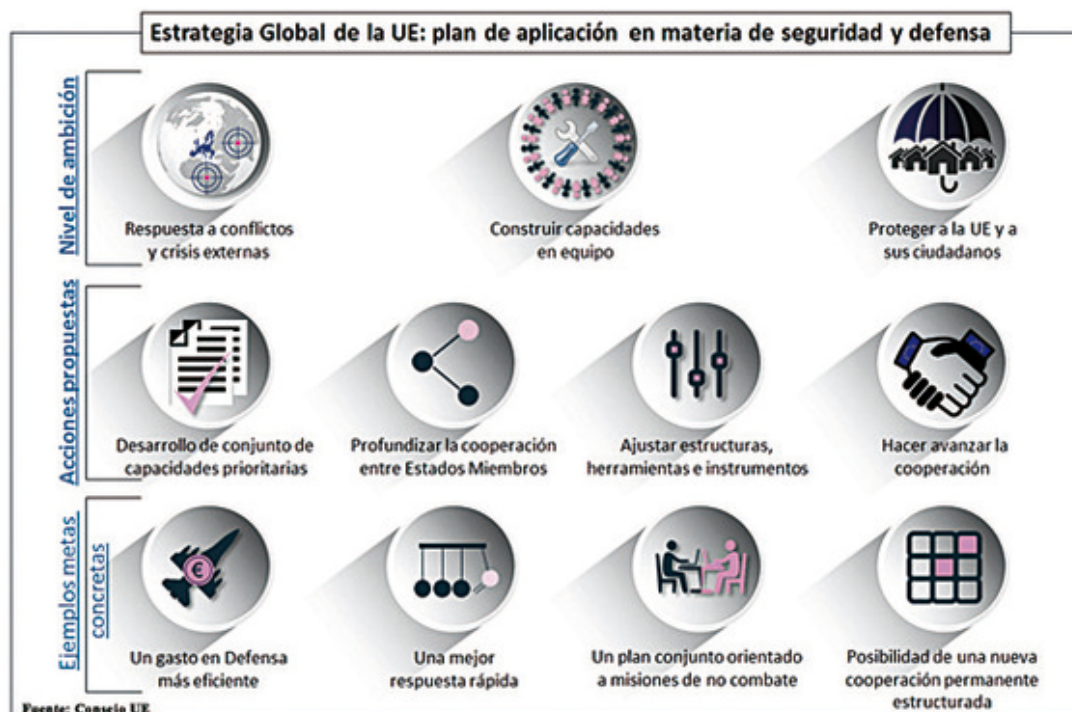 Estrategia Global de la UE: plan de aplicación en materia de seguridad y defensa
Nivel de ambición
Respuesta a conflictos
y crisis externas
Construir capacidades
en equipo
Proteger a la UE y a
sus ciudadanos
Acciones propuestas
Desarrollo de conjunto de
capacidades prioritarias
Profundizar la cooperación
entre Estados Miembros
Ajustar estructuras,
herramientas e instrumentos
Hacer avanzar la
cooperación
Ejemplos metas
concretas
€
Un gasto en Defensa
más eficiente
Una mejor
respuesta rápida
Un plan conjunto orientado
a misiones de no combate
Posibilidad de una nueva
cooperación permanente
estructurada
Fuente: Consejo UE